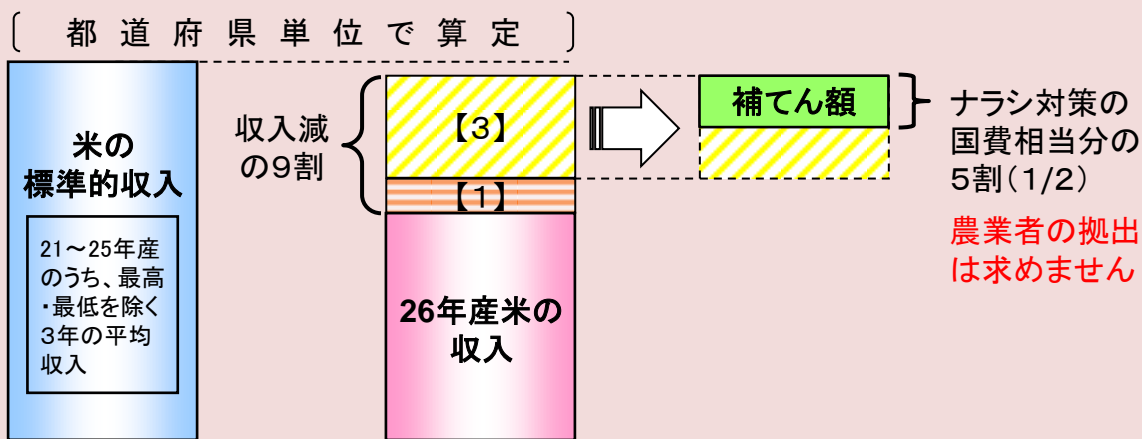 〔都道府県単位で算定〕
米の
標準的収入
21～25年産
のうち、最高
・最低を除く
3年の平均
収入
収入減
の9割
【3】
【1】
26年産米の
収入
補てん額
ナラシ対策の
国費相当分の
5割(1/2)
農業者の拠出
は求めません